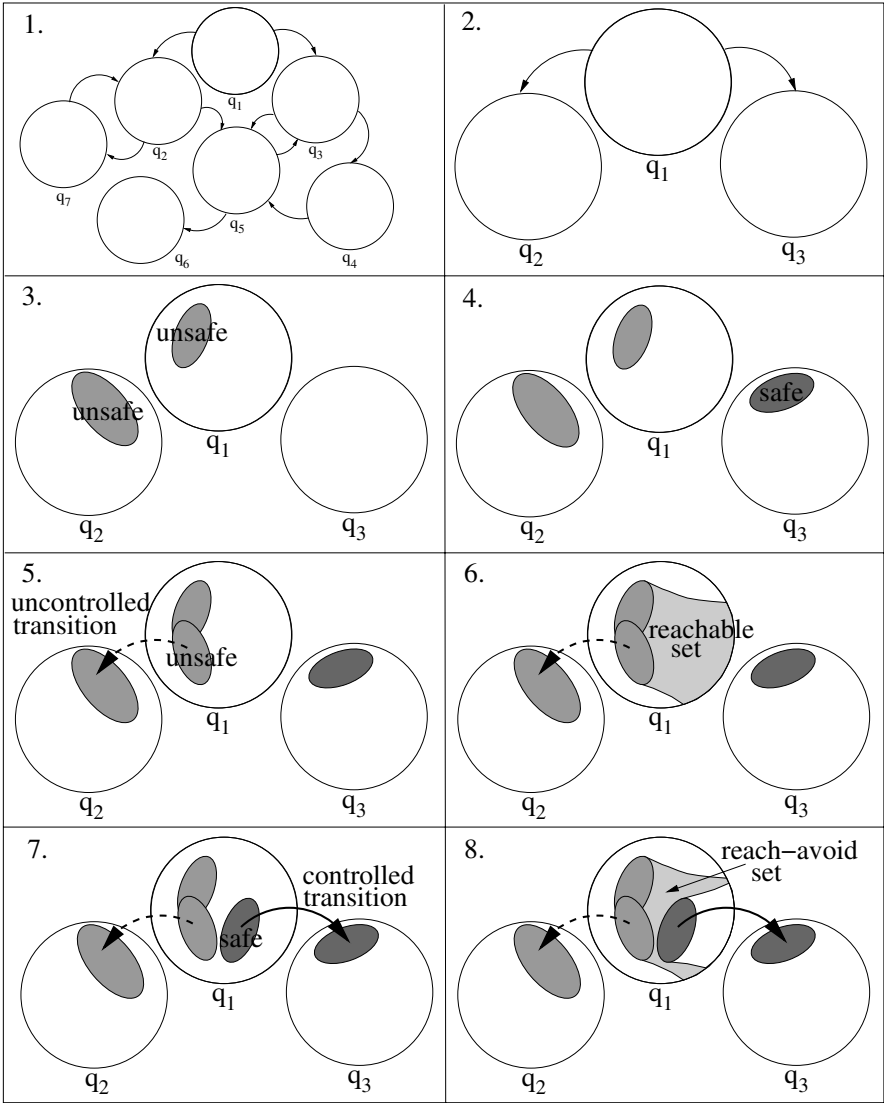 1.
q1
q2
q3
q7
q5
q6
q4
2.
q1
q2
q3
3.
unsafe
unsafe
q1
q2
q3
4.
safe
q1
q2
q3
5.
uncontrolled
transition
unsafe
q1
q2
q3
6.
reachable
set
q1
q2
q3
7.
controlled
transition
safe
q1
q2
q3
8.
reach−avoid
set
q1
q2
q3